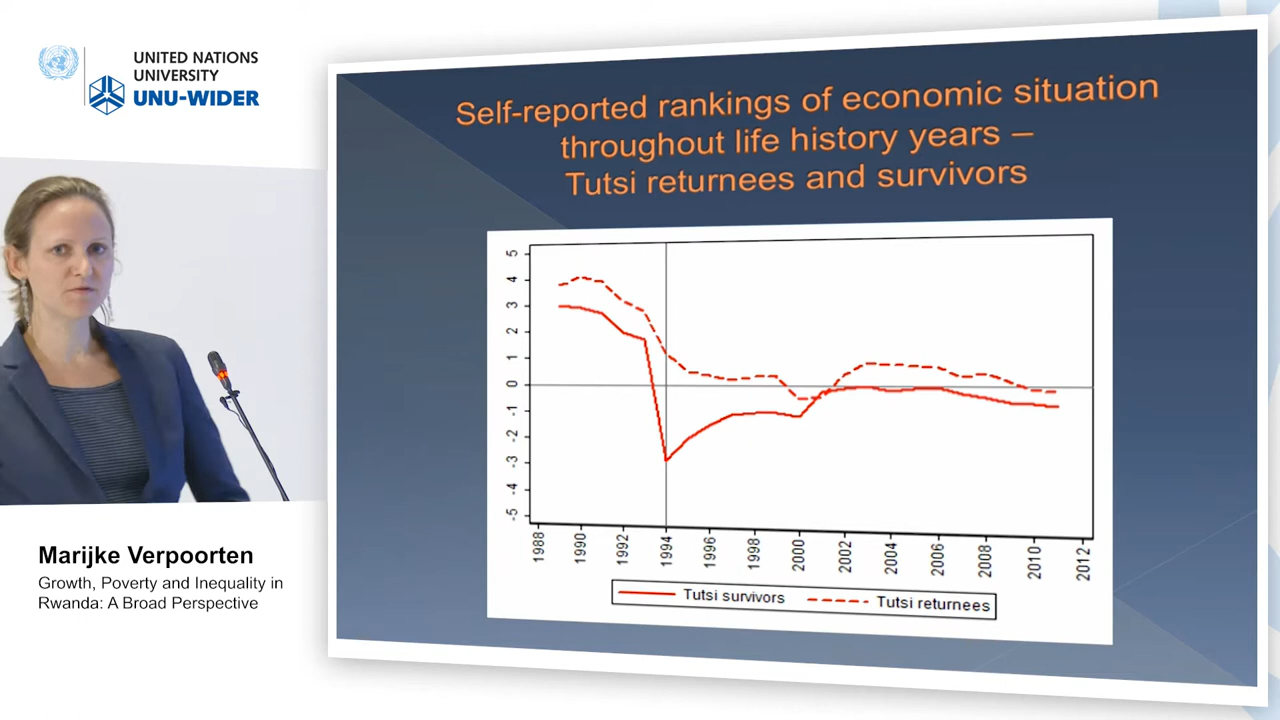 UNITED NATIONS
UNIVERSITY
UNU-WIDER
Self-reported rankings of economic situation
throughout life history years –
Tutsi returnees and survivors
5
4
3
2
1
0
-1
-2
-3
-4
-5
1988
1990
1992
1994
1996
1998
2000
2002
2004
2006
2008
2010
2012
Tutsi survivors
Tutsi returnees
Marijke Verpoorten
Growth, Poverty and Inequality in
Rwanda: A Broad Perspective